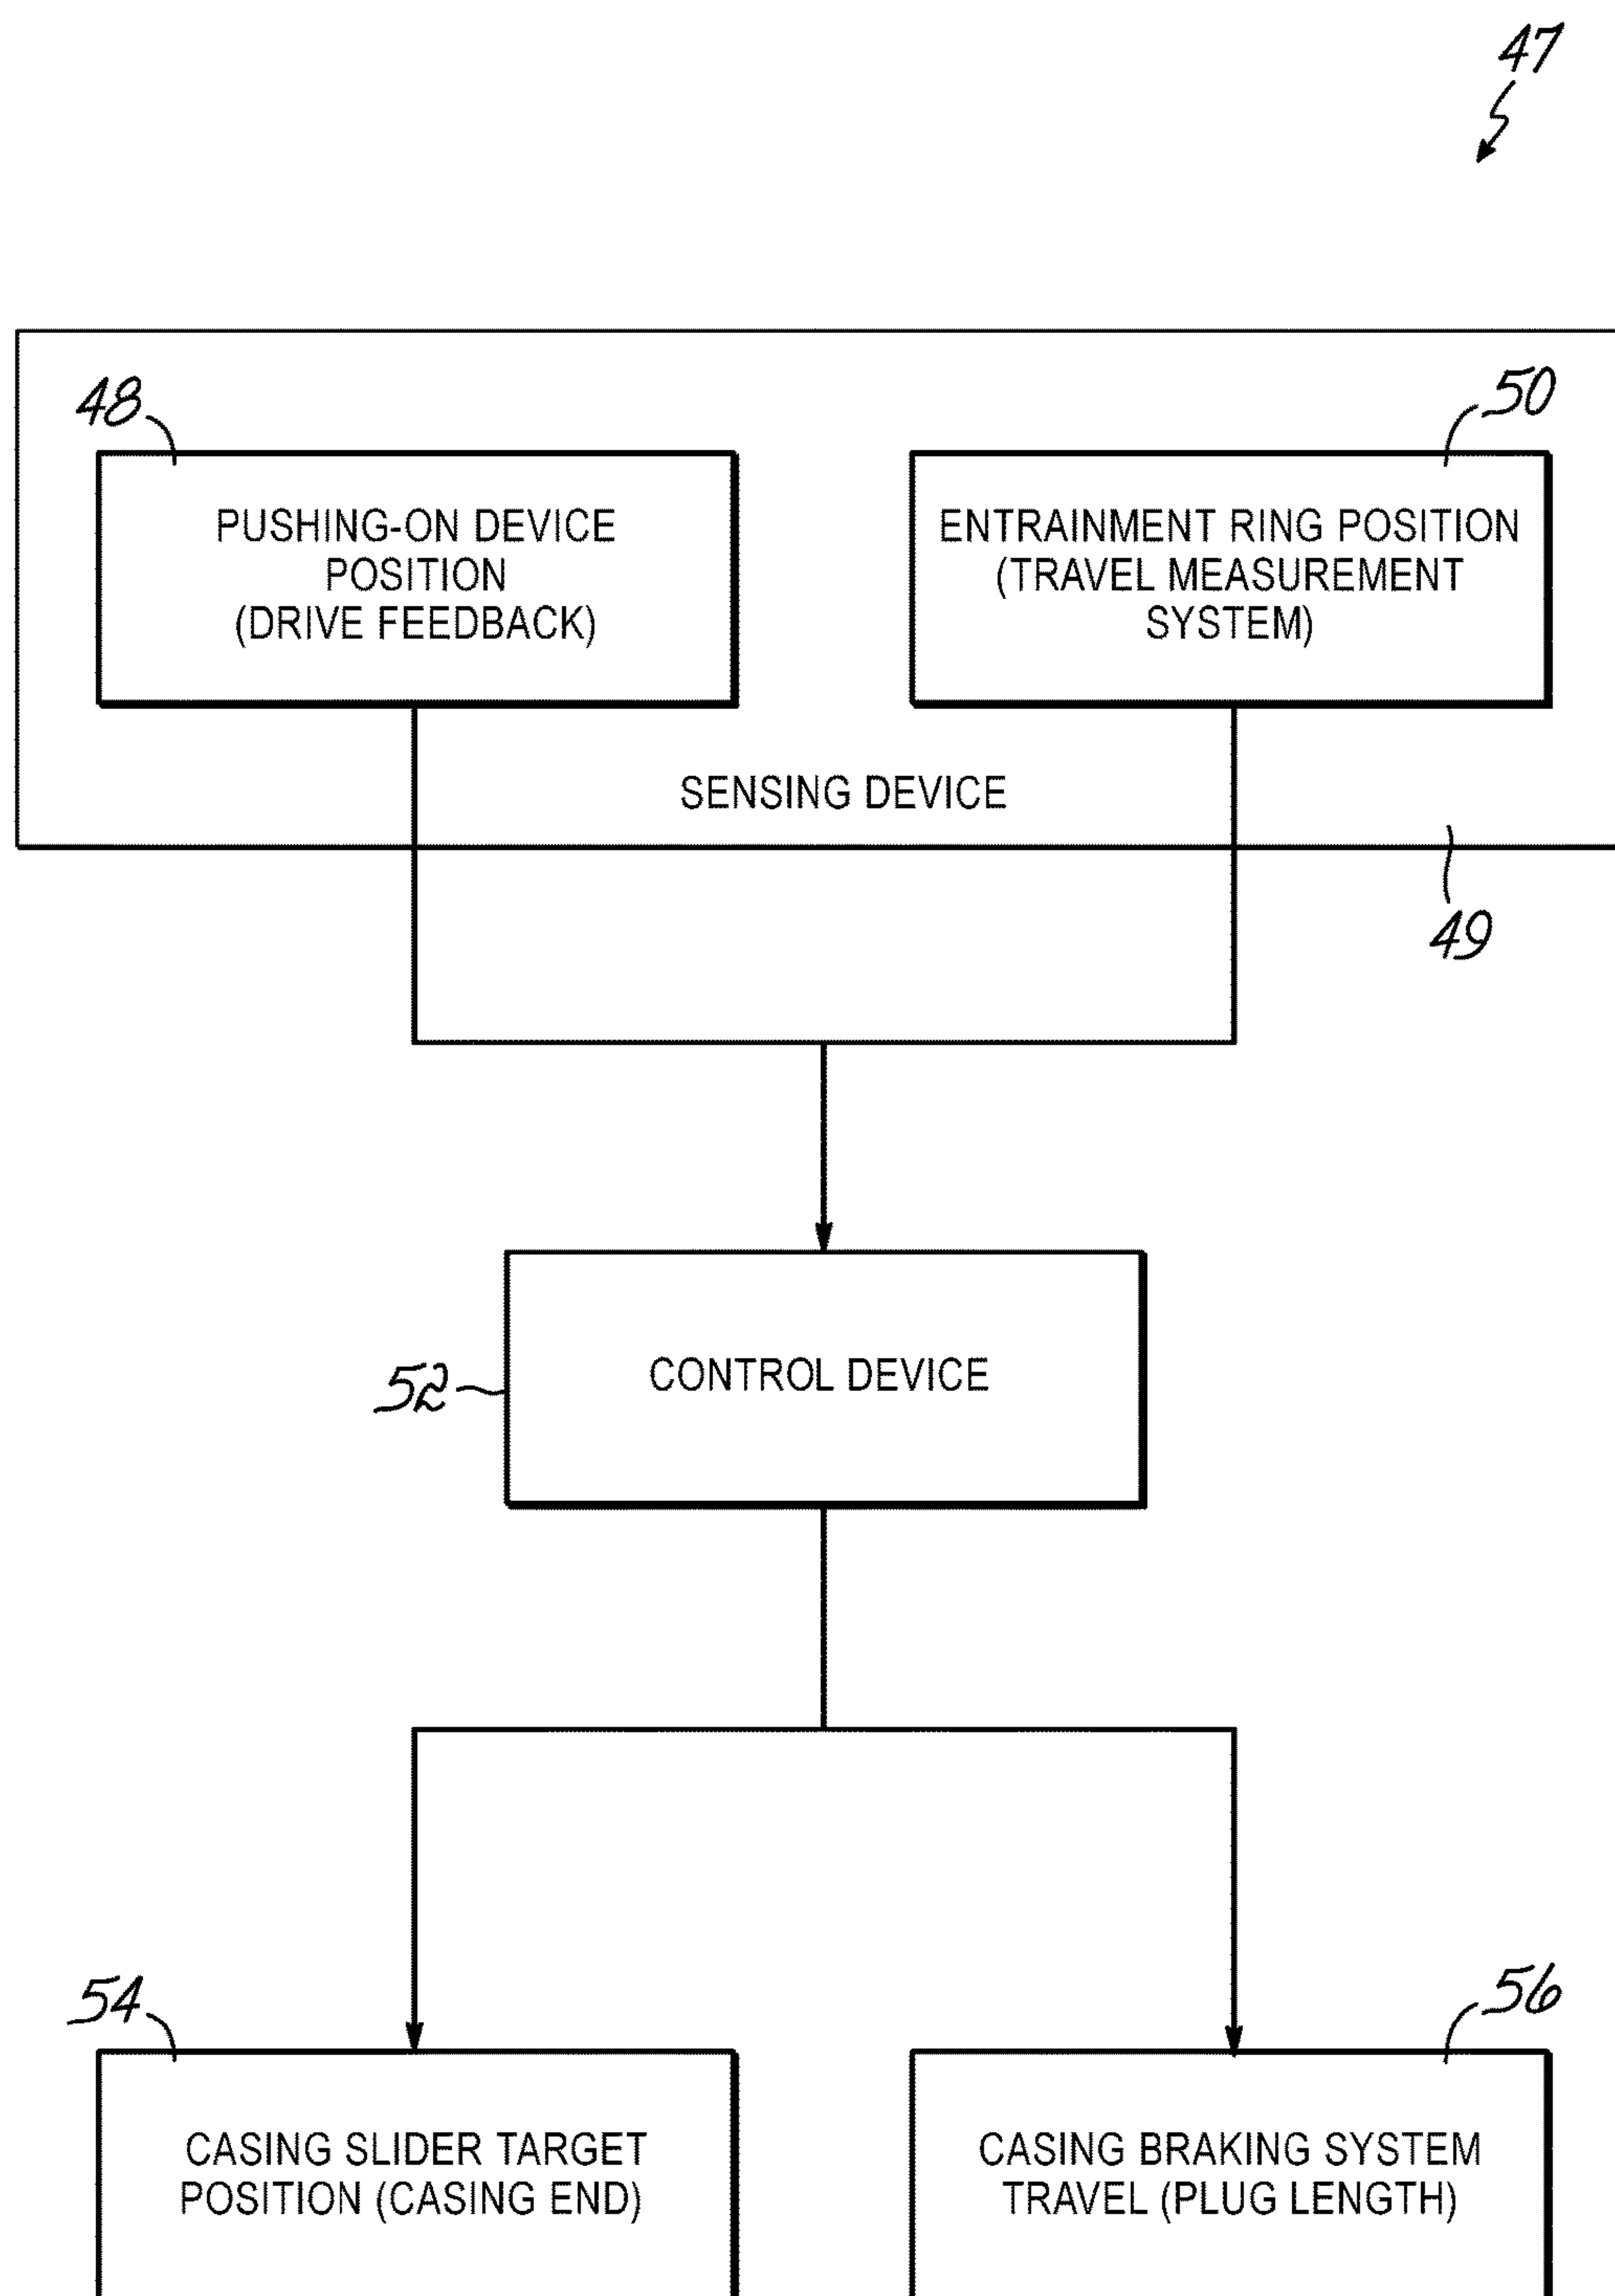 47
48
50
PUSHING-ON DEVICE
POSITION
(DRIVE FEEDBACK)
ENTRAINMENT RING POSITION
(TRAVEL MEASUREMENT
SYSTEM)
SENSING DEVICE
49
52
CONTROL DEVICE
54
56
CASING SLIDER TARGET
POSITION (CASING END)
CASING BRAKING SYSTEM
TRAVEL (PLUG LENGTH)